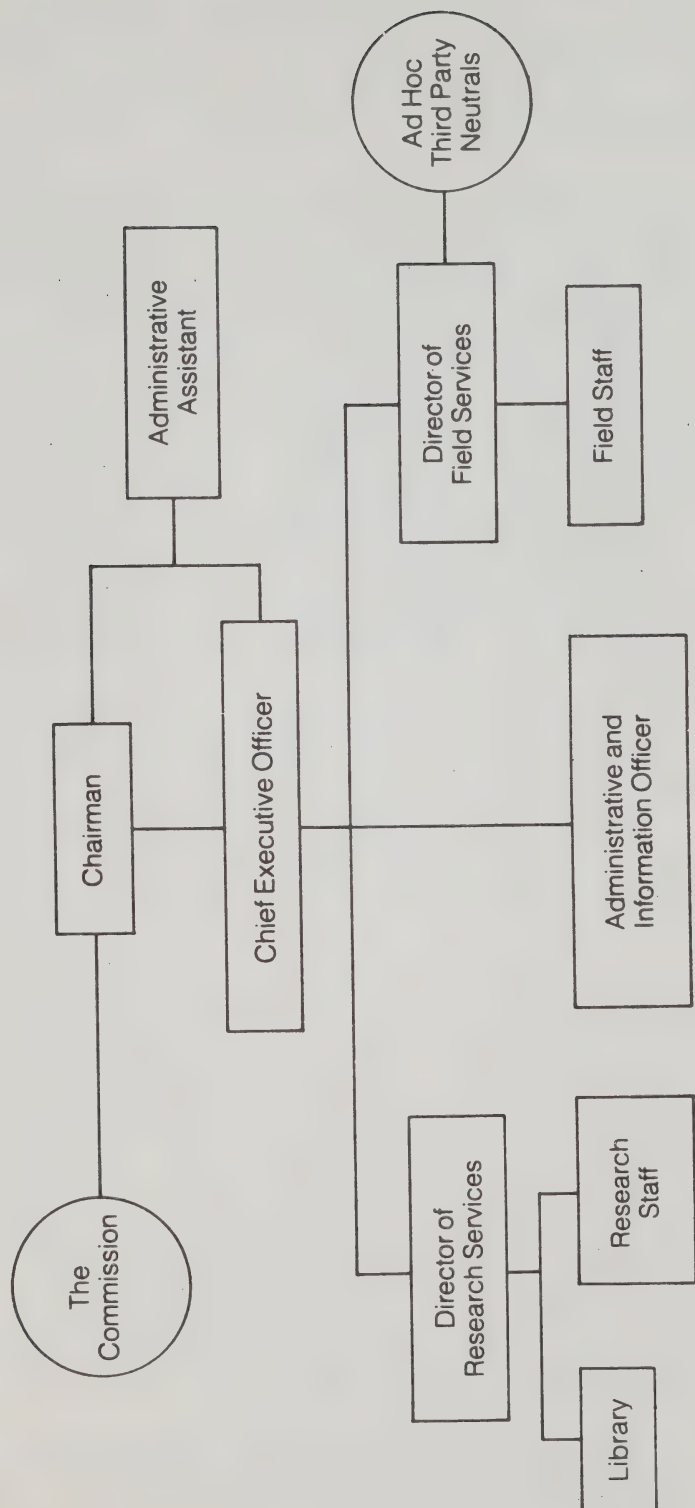 The
Commission
Chairman
Administrative
Assistant
Chief Executive Officer
Director of
Research Services
Director of
Field Services
Ad Hoc
Third Party
Neutrals
Library
Research
Staff
Administrative and
Information Officer
Field Staff